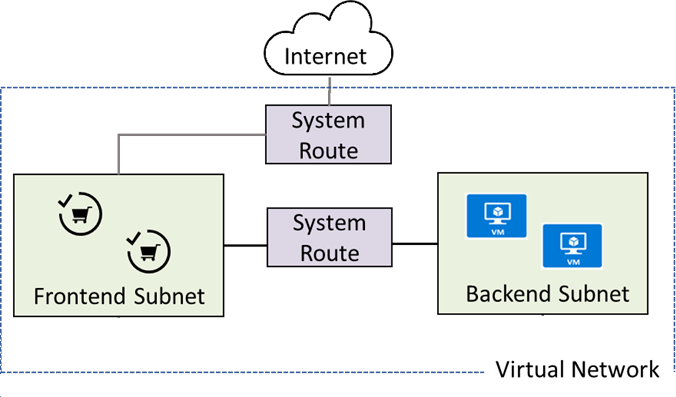 Internet
System
Route
System
Route
VM
VM
Frontend Subnet
Backend Subnet
Virtual Network